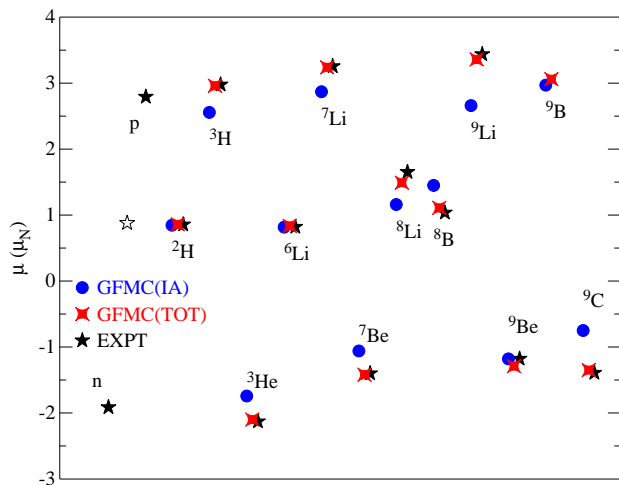 4
3
2
1
0
-1
-2
-3
μ (μN)
p
³H
⁷Li
⁹Li
⁹B
²H
⁶Li
⁸Li
⁸B
GFMC(IA)
GFMC(TOT)
EXPT
n
³He
⁷Be
⁹Be
⁹C